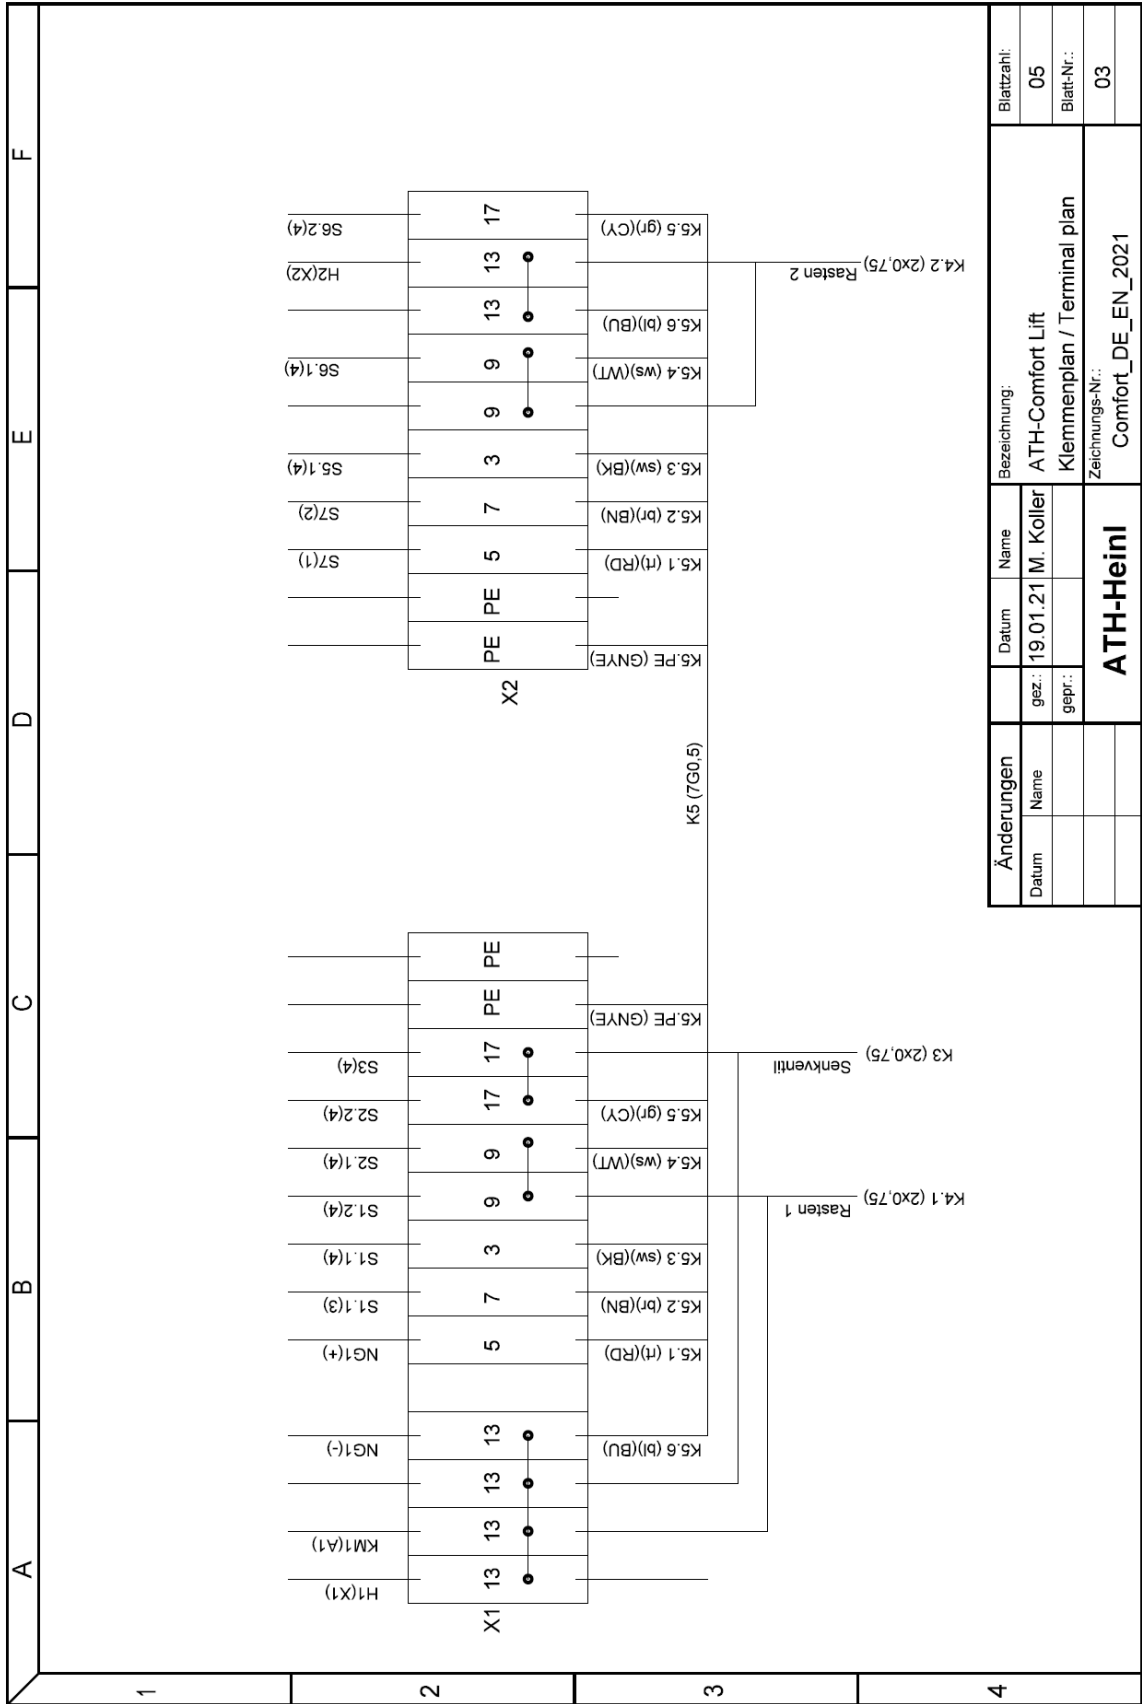 A B C D E F
1
2
3
4
H1(X1) KM1(A1) NG1(-) NG1(+) S1.1(3) S1.1(4) S1.2(4) S2.1(4) S2.2(4) S3(4)
X1 13 13 13 13 5 7 3 9 9 17 17 PE PE
K5.6 (bl)(BU) K5.1 (rt)(RD) K5.2 (br)(BN) K5.3 (sw)(BK) K5.4 (ws)(WT) K5.5 (gr)(CY) K5.PE (GNYE)
Rasten 1
K4.1 (2x0,75)
Senkventil
K3 (2x0,75)
K5 (7G0,5)
S7(1) S7(2) S5.1(4) S6.1(4) H2(X2) S6.2(4)
X2 PE PE 5 7 3 9 9 13 13 17
K5.PE (GNYE) K5.1 (rt)(RD) K5.2 (br)(BN) K5.3 (sw)(BK) K5.4 (ws)(WT) K5.6 (bl)(BU) K5.5 (gr)(CY)
Rasten 2
K4.2 (2x0,75)
Änderungen
Datum Name
Datum Name
gez.: 19.01.21 M. Koller
gepr.:
ATH-Heinl
Bezeichnung:
ATH-Comfort Lift
Klemmenplan / Terminal plan
Zeichnungs-Nr.:
Comfort_DE_EN_2021
Blattzahl:
05
Blatt-Nr.:
03